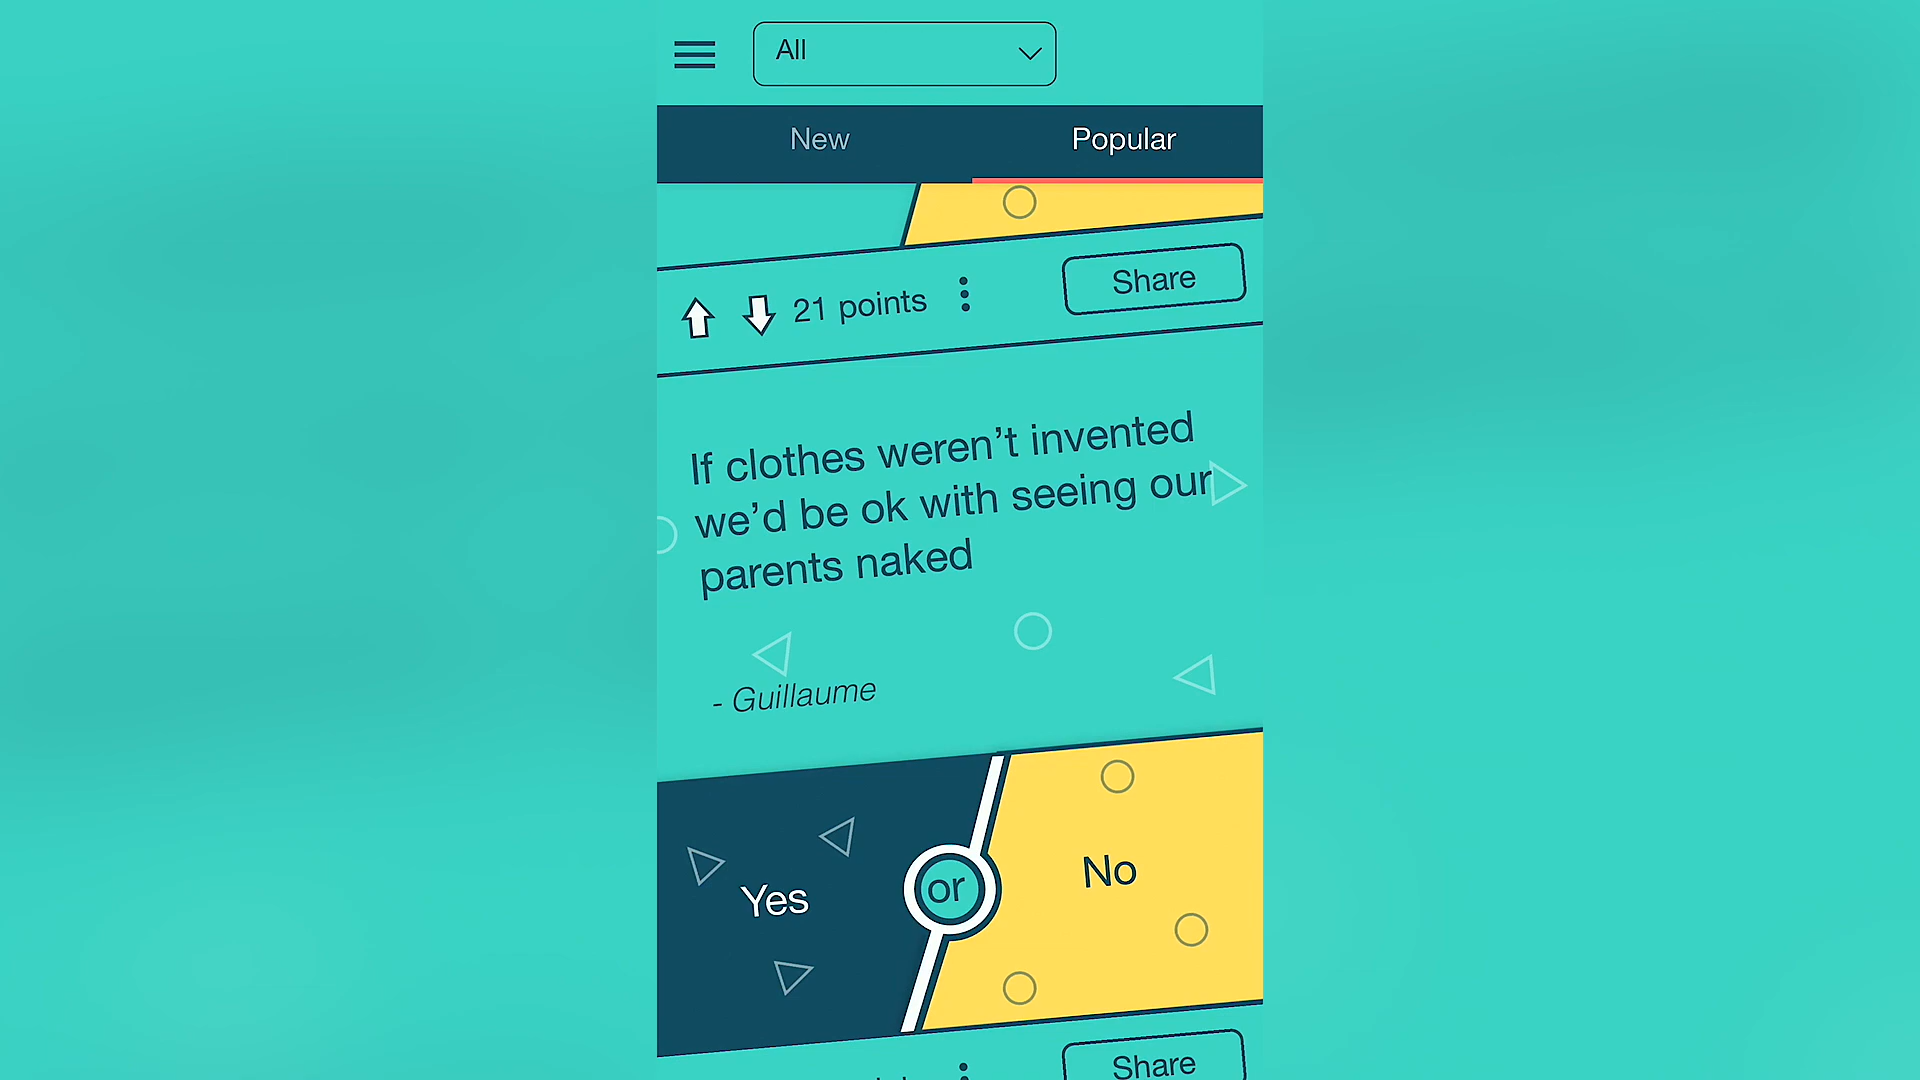 All
New
Popular
21 points
Share
If clothes weren’t invented
we’d be ok with seeing our
parents naked
- Guillaume
Yes
or
No
Share